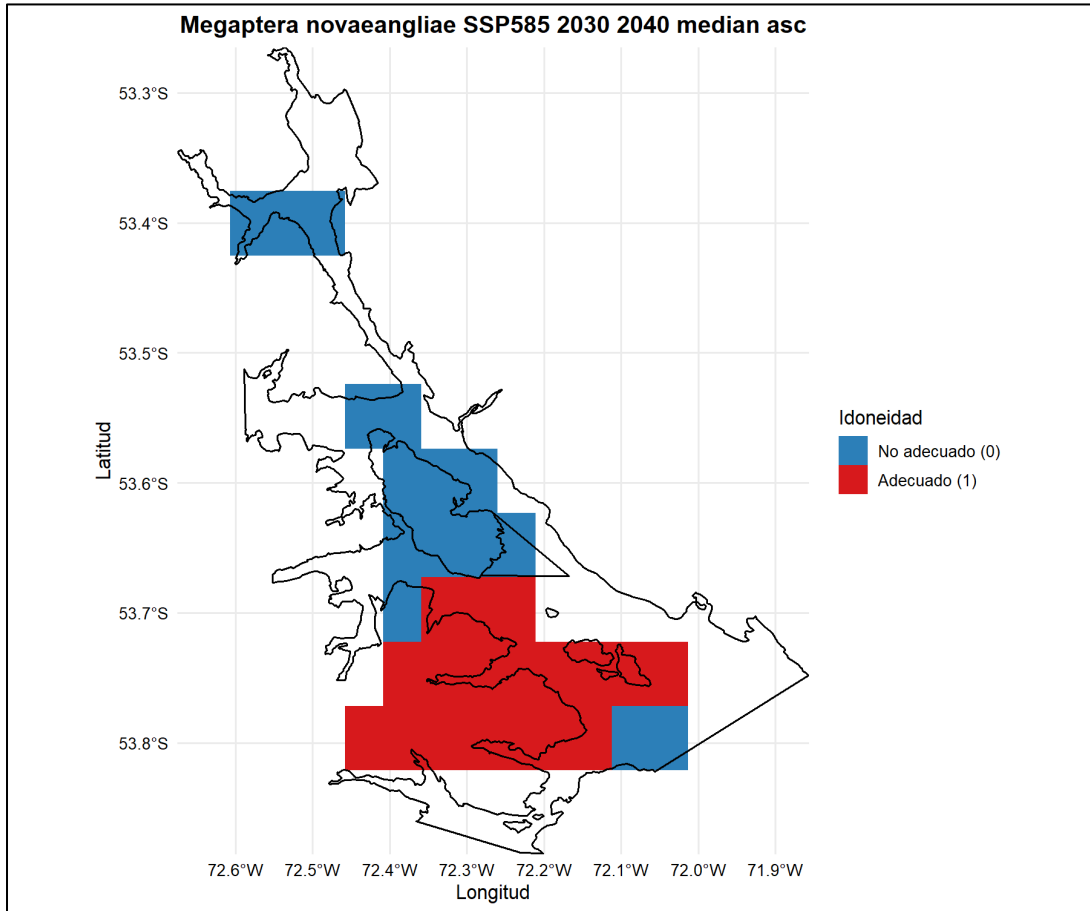 Megaptera novaeangliae SSP585 2030 2040 median asc
53.3°S
53.4°S
53.5°S
53.6°S
53.7°S
53.8°S
Latitud
72.6°W 72.5°W 72.4°W 72.3°W 72.2°W 72.1°W 72.0°W 71.9°W
Longitud
Idoneidad
No adecuado (0)
Adecuado (1)